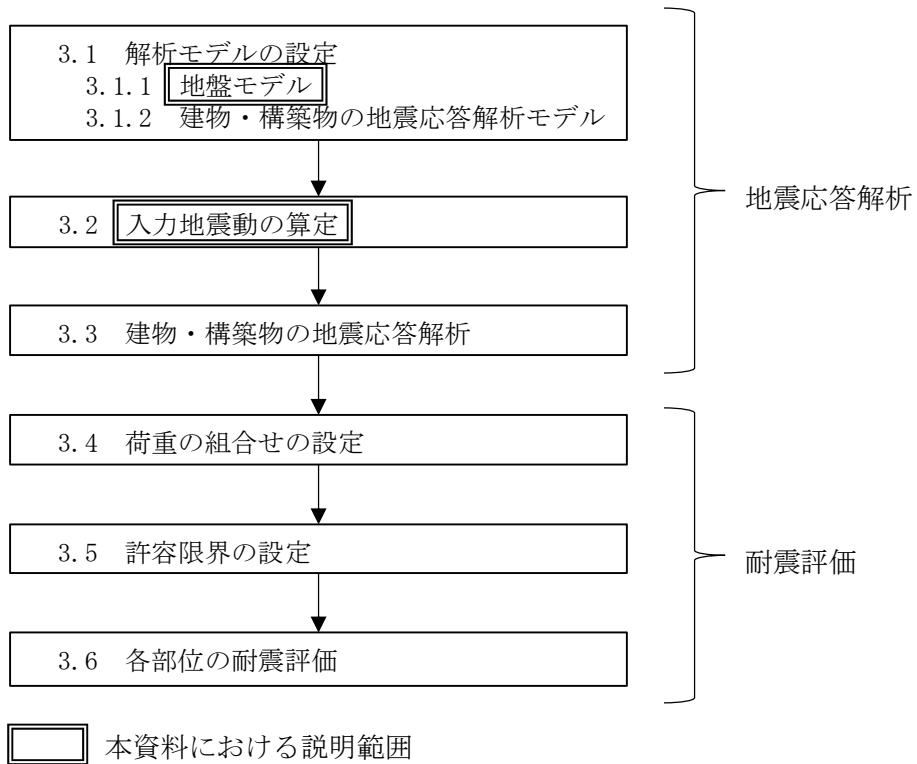 3.1 解析モデルの設定
3.1.1 地盤モデル
3.1.2 建物・構築物の地震応答解析モデル
3.2 入力地震動の算定
3.3 建物・構築物の地震応答解析
地震応答解析
3.4 荷重の組合せの設定
3.5 許容限界の設定
3.6 各部位の耐震評価
耐震評価
本資料における説明範囲